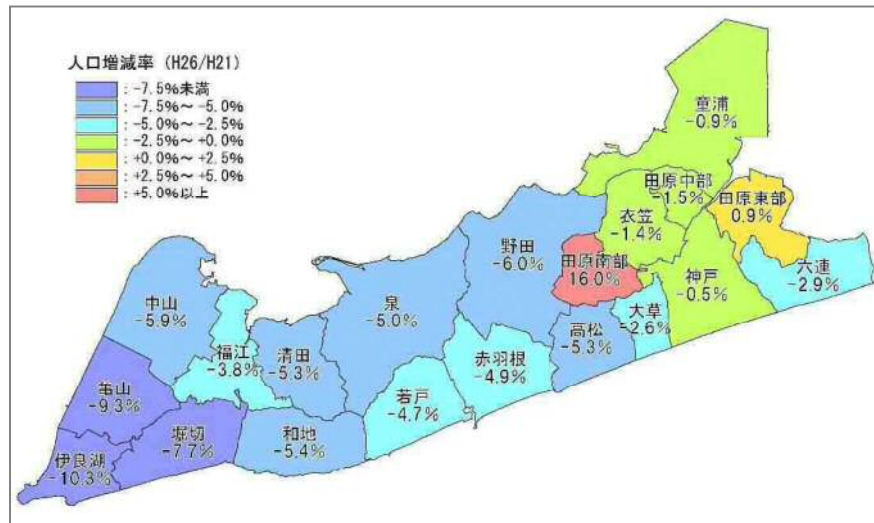 人口増減率 (H26/H21)
: -7.5%未満
: -7.5%～ -5.0%
: -5.0%～ -2.5%
: -2.5%～ +0.0%
: +0.0%～ +2.5%
: +2.5%～ +5.0%
: +5.0%以上
童浦
-0.9%
田原中部
-1.5%
田原東部
0.9%
衣笠
-1.4%
野田
-6.0%
田原南部
16.0%
神戸
-0.5%
六連
-2.9%
中山
-5.9%
泉
-5.0%
大草
-2.6%
福江
-3.8%
清田
-5.3%
高松
-5.3%
赤羽根
-4.9%
亀山
-9.3%
若戸
-4.7%
堀切
-7.7%
和地
-5.4%
伊良湖
-10.3%